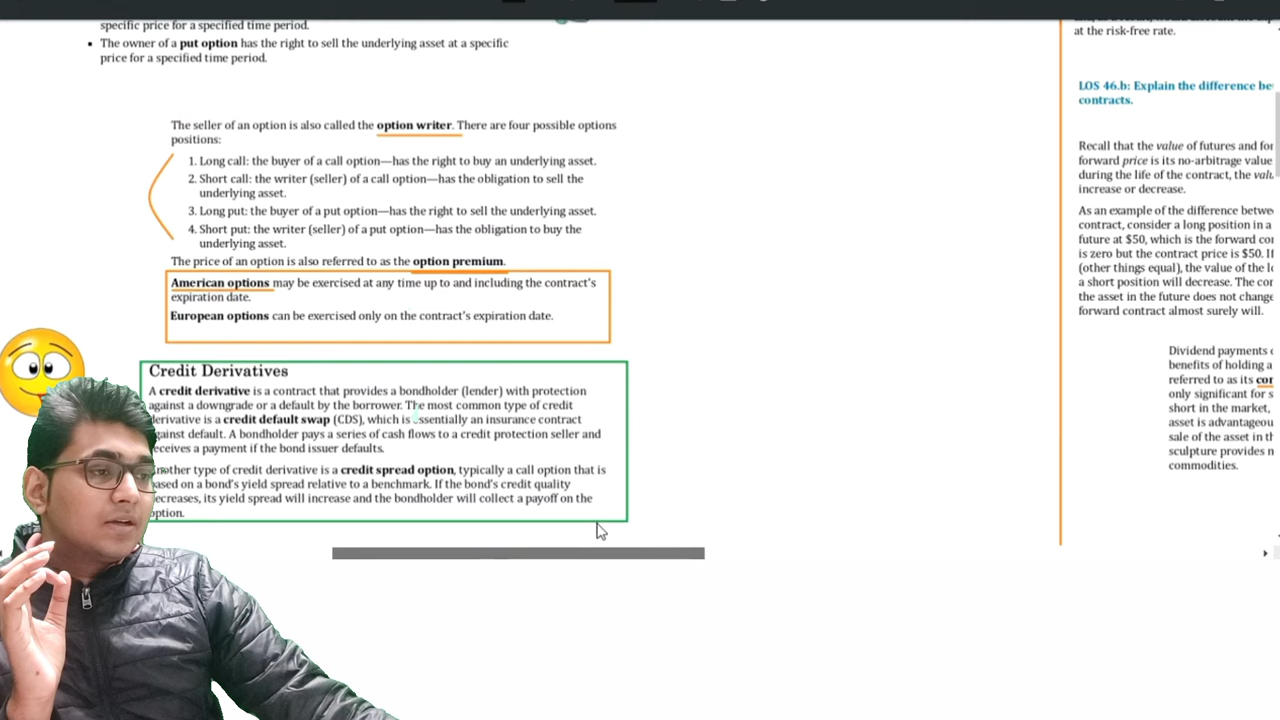 specific price for a specified time period.
▪ The owner of a put option has the right to sell the underlying asset at a specific
price for a specified time period.
The seller of an option is also called the option writer. There are four possible options
positions:
1. Long call: the buyer of a call option—has the right to buy an underlying asset.
2. Short call: the writer (seller) of a call option—has the obligation to sell the
underlying asset.
3. Long put: the buyer of a put option—has the right to sell the underlying asset.
4. Short put: the writer (seller) of a put option—has the obligation to buy the
underlying asset.
The price of an option is also referred to as the option premium.
American options may be exercised at any time up to and including the contract's
expiration date.
European options can be exercised only on the contract's expiration date.
Credit Derivatives
A credit derivative is a contract that provides a bondholder (lender) with protection
against a downgrade or a default by the borrower. The most common type of credit
derivative is a credit default swap (CDS), which is essentially an insurance contract
against default. A bondholder pays a series of cash flows to a credit protection seller and
receives a payment if the bond issuer defaults.
Another type of credit derivative is a credit spread option, typically a call option that is
based on a bond's yield spread relative to a benchmark. If the bond's credit quality
decreases, its yield spread will increase and the bondholder will collect a payoff on the
option.
at the risk-free rate.
LOS 46.b: Explain the difference be
contracts.
Recall that the value of futures and for
forward price is its no-arbitrage value
during the life of the contract, the valu
increase or decrease.
As an example of the difference betwe
contract, consider a long position in a
future at $50, which is the forward con
is zero but the contract price is $50. If
(other things equal), the value of the lo
a short position will decrease. The con
the asset in the future does not change
forward contract almost surely will.
Dividend payments
benefits of holding a
referred to as its con
only significant for s
short in the market,
asset is advantageou
sale of the asset in th
sculpture provides n
commodities.